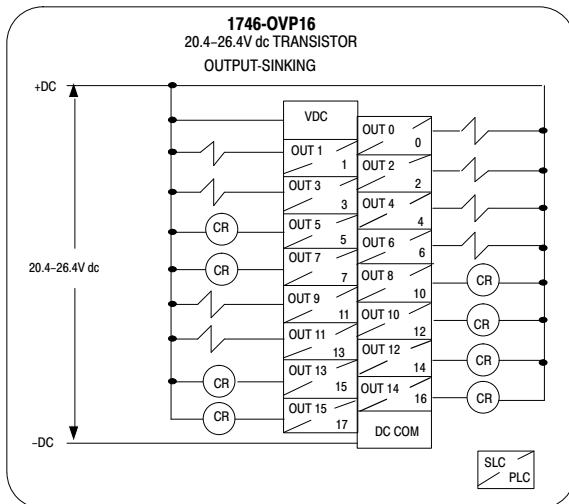 1746-OVP16
20.4–26.4V dc TRANSISTOR
OUTPUT-SINKING
+DC
VDC
OUT 0
0
OUT 1
1
OUT 2
2
OUT 3
3
OUT 4
4
CR
OUT 5
5
OUT 6
6
CR
OUT 7
7
OUT 8
10
CR
20.4–26.4V dc
OUT 9
11
OUT 10
12
CR
OUT 11
13
OUT 12
14
CR
CR
OUT 13
15
OUT 14
16
CR
CR
OUT 15
17
DC COM
–DC
SLC
PLC